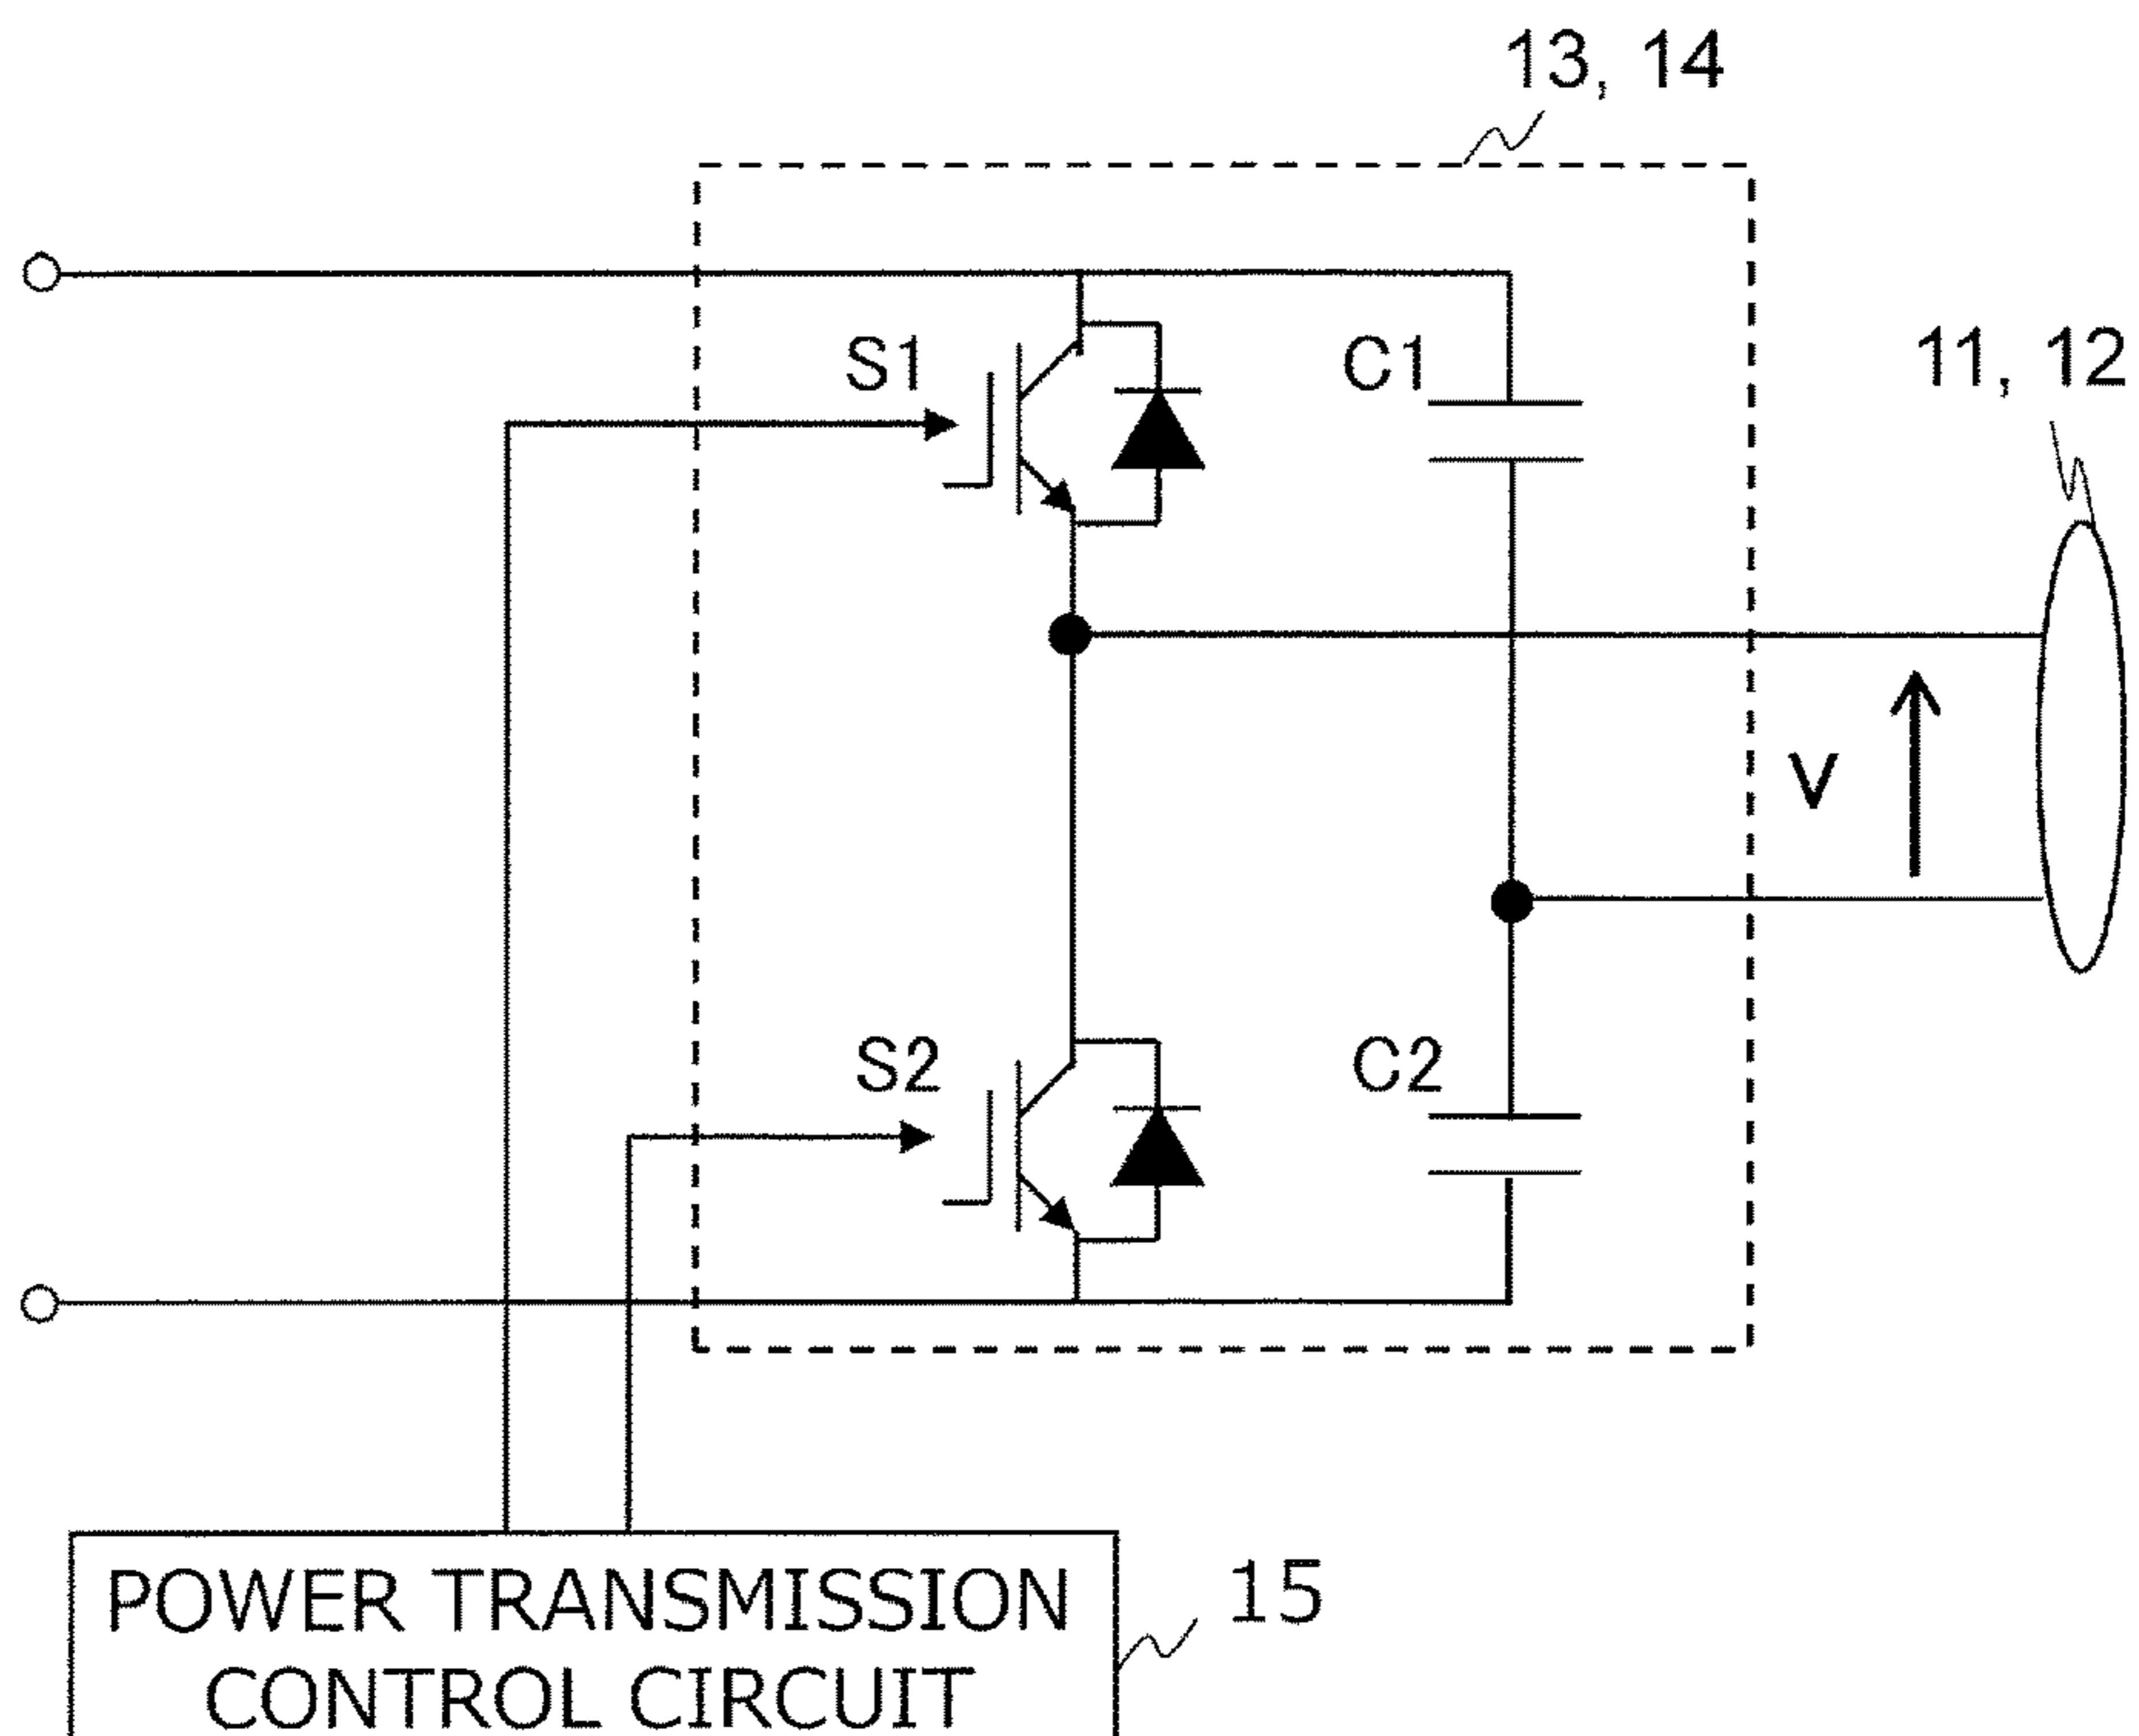 13, 14
S1
C1
11, 12
V
S2
C2
POWER TRANSMISSION
CONTROL CIRCUIT
15